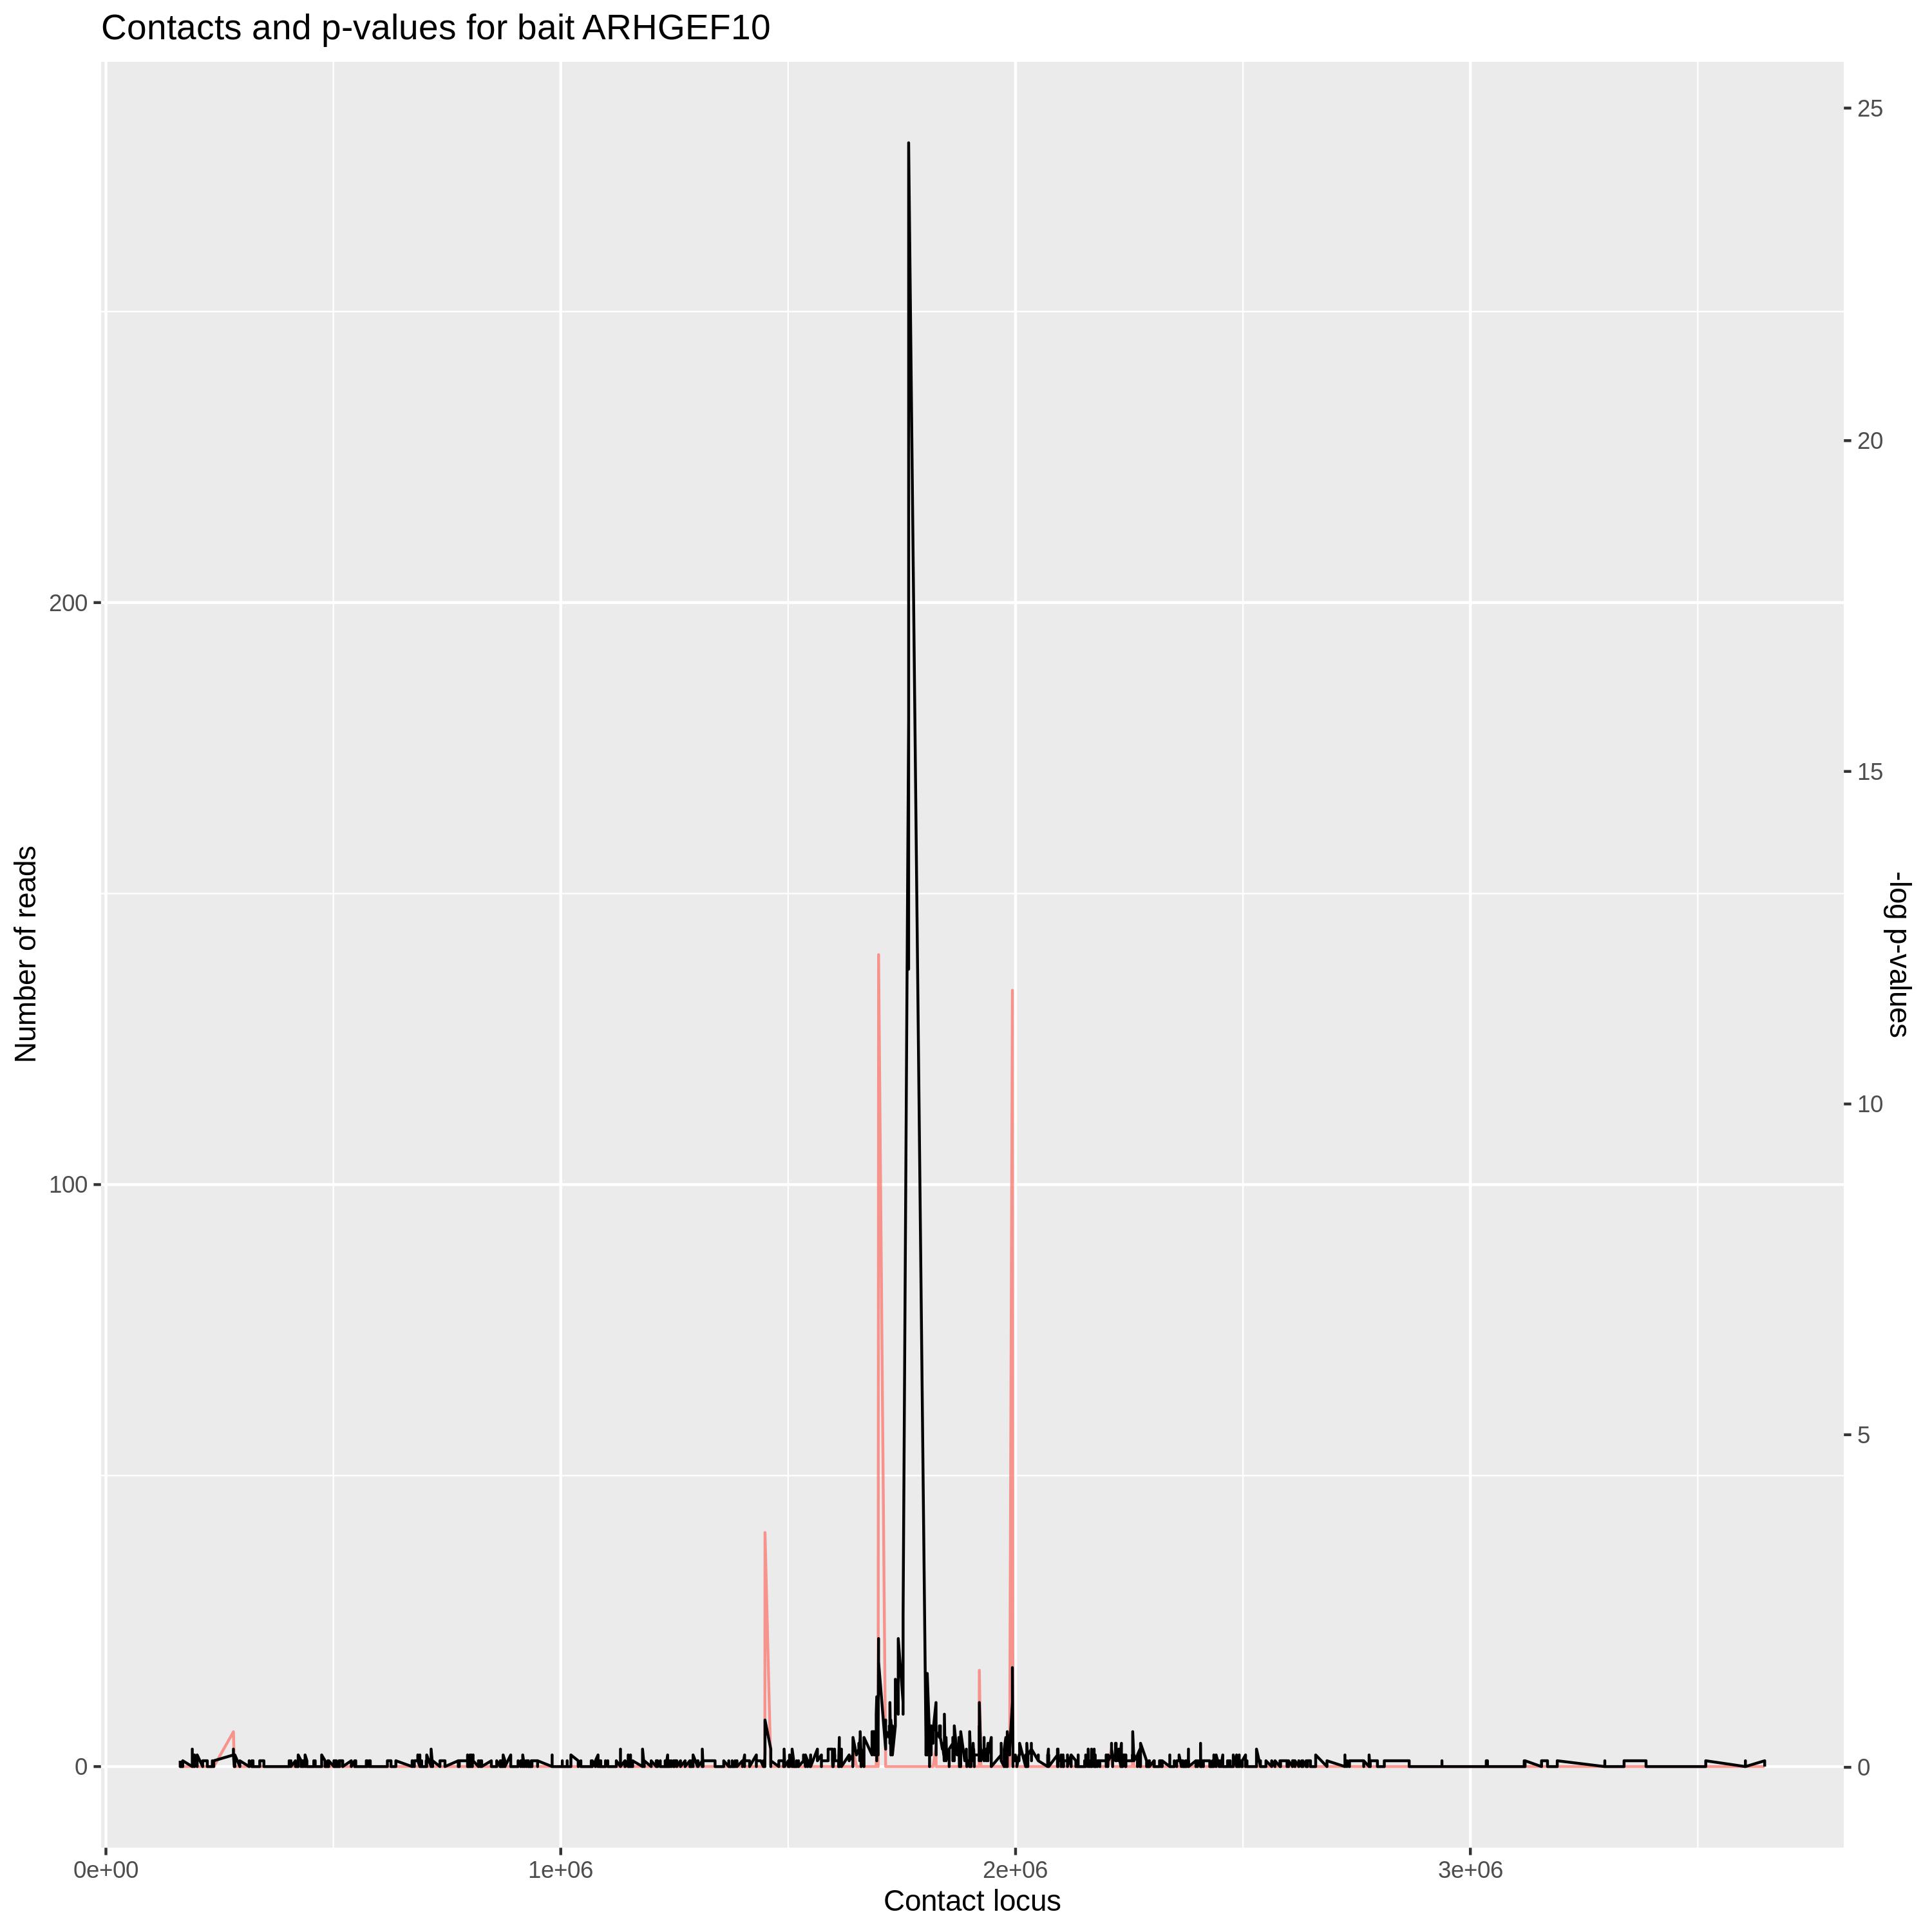 Contacts and p-values for bait ARHGEF10
Number of reads
200
100
0
25
20
15
10
5
0
-log p-values
0e+00 1e+06 2e+06 3e+06
Contact locus